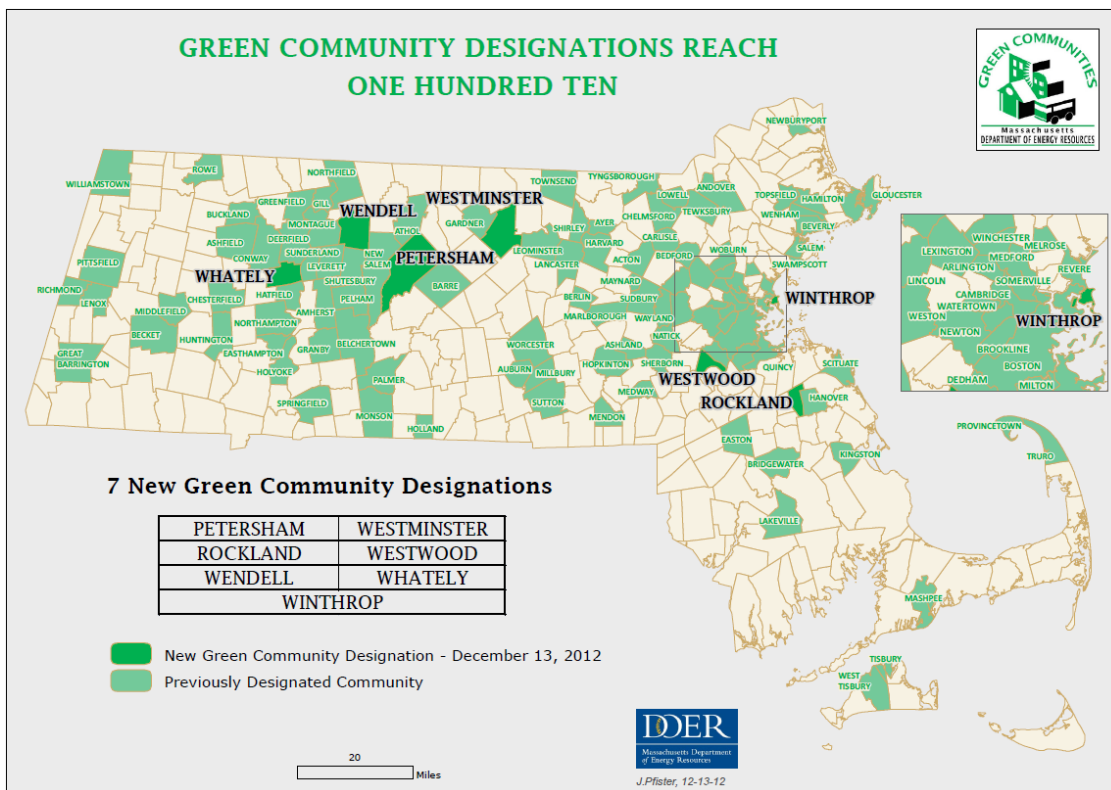 GREEN COMMUNITY DESIGNATIONS REACH
ONE HUNDRED TEN
GREEN COMMUNITIES
Massachusetts
DEPARTMENT OF ENERGY RESOURCES
NEWBURYPORT
WILLIAMSTOWN
ROWE
NORTHFIELD
TOWNSEND
TYNGSBOROUGH
ANDOVER
LOWELL
TOPSFIELD
HAMILTON
GLOUCESTER
GREENFIELD
GILL
WESTMINSTER
WENDELL
BUCKLAND
MONTAGUE
ATHOL
GARDNER
CHELMSFORD
TEWKSBURY
WENHAM
BEVERLY
SHIRLEY
AYER
CARLISLE
ASHFIELD
DEERFIELD
HARVARD
WOBURN
SALEM
CONWAY
SUNDERLAND
NEW
SALEM
PETERSHAM
LEOMINSTER
LANCASTER
ACTON
BEDFORD
SWAMPSCOTT
PITTSFIELD
WHATELY
LEVERETT
SHUTESBURY
BARRE
MAYNARD
RICHMOND
LENOX
CHESTERFIELD
HATFIELD
PELHAM
BERLIN
SUDBURY
WINTHROP
MIDDLEFIELD
AMHERST
MARLBOROUGH
WAYLAND
NORTHAMPTON
BECKET
HUNTINGTON
BELCHERTOWN
WORCESTER
ASHLAND
NATICK
GREAT
BARRINGTON
EASTHAMPTON
GRANBY
HOLYOKE
AUBURN
MILLBURY
HOPKINTON
SHERBORN
WESTWOOD
QUINCY
SCITUATE
PALMER
SPRINGFIELD
SUTTON
MEDWAY
ROCKLAND
HANOVER
MONSON
HOLLAND
MENDON
EASTON
BRIDGEWATER
KINGSTON
LAKEVILLE
PROVINCETOWN
TRURO
MASHPEE
TISBURY
WEST
TISBURY
WINCHESTER
LEXINGTON
MELROSE
MEDFORD
ARLINGTON
REVERE
LINCOLN
SOMERVILLE
CAMBRIDGE
WATERTOWN
WESTON
WINTHROP
NEWTON
BROOKLINE
BOSTON
DEDHAM
MILTON
7 New Green Community Designations
PETERSHAM WESTMINSTER
ROCKLAND WESTWOOD
WENDELL WHATELY
WINTHROP
New Green Community Designation - December 13, 2012
Previously Designated Community
20
Miles
DOER
Massachusetts Department
of Energy Resources
J.Pfister, 12-13-12